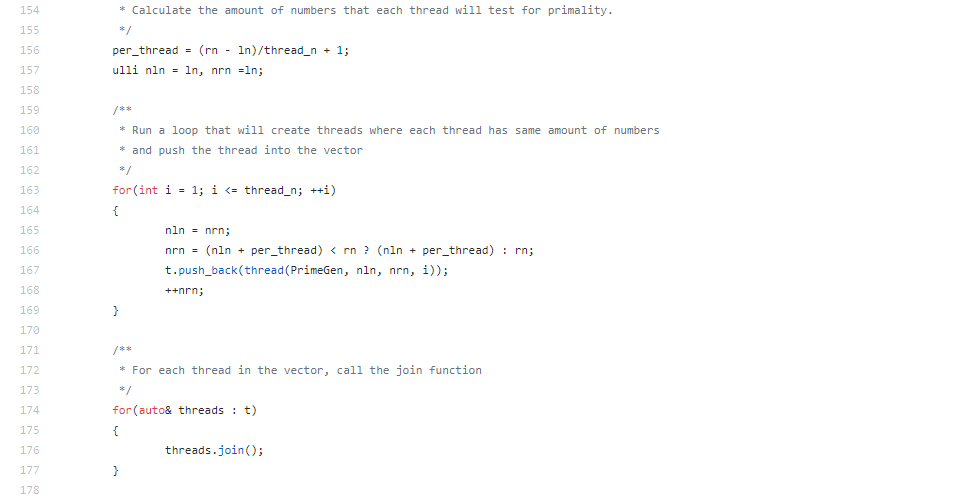 154 * Calculate the amount of numbers that each thread will test for primality.
155 */
156 per_thread = (rn - ln)/thread_n + 1;
157 ulli nln = ln, nrn =ln;
158
159 /**
160 * Run a loop that will create threads where each thread has same amount of numbers
161 * and push the thread into the vector
162 */
163 for(int i = 1; i <= thread_n; ++i)
164 {
165 nln = nrn;
166 nrn = (nln + per_thread) < rn ? (nln + per_thread) : rn;
167 t.push_back(thread(PrimeGen, nln, nrn, i));
168 ++nrn;
169 }
170
171 /**
172 * For each thread in the vector, call the join function
173 */
174 for(auto& threads : t)
175 {
176 threads.join();
177 }
178